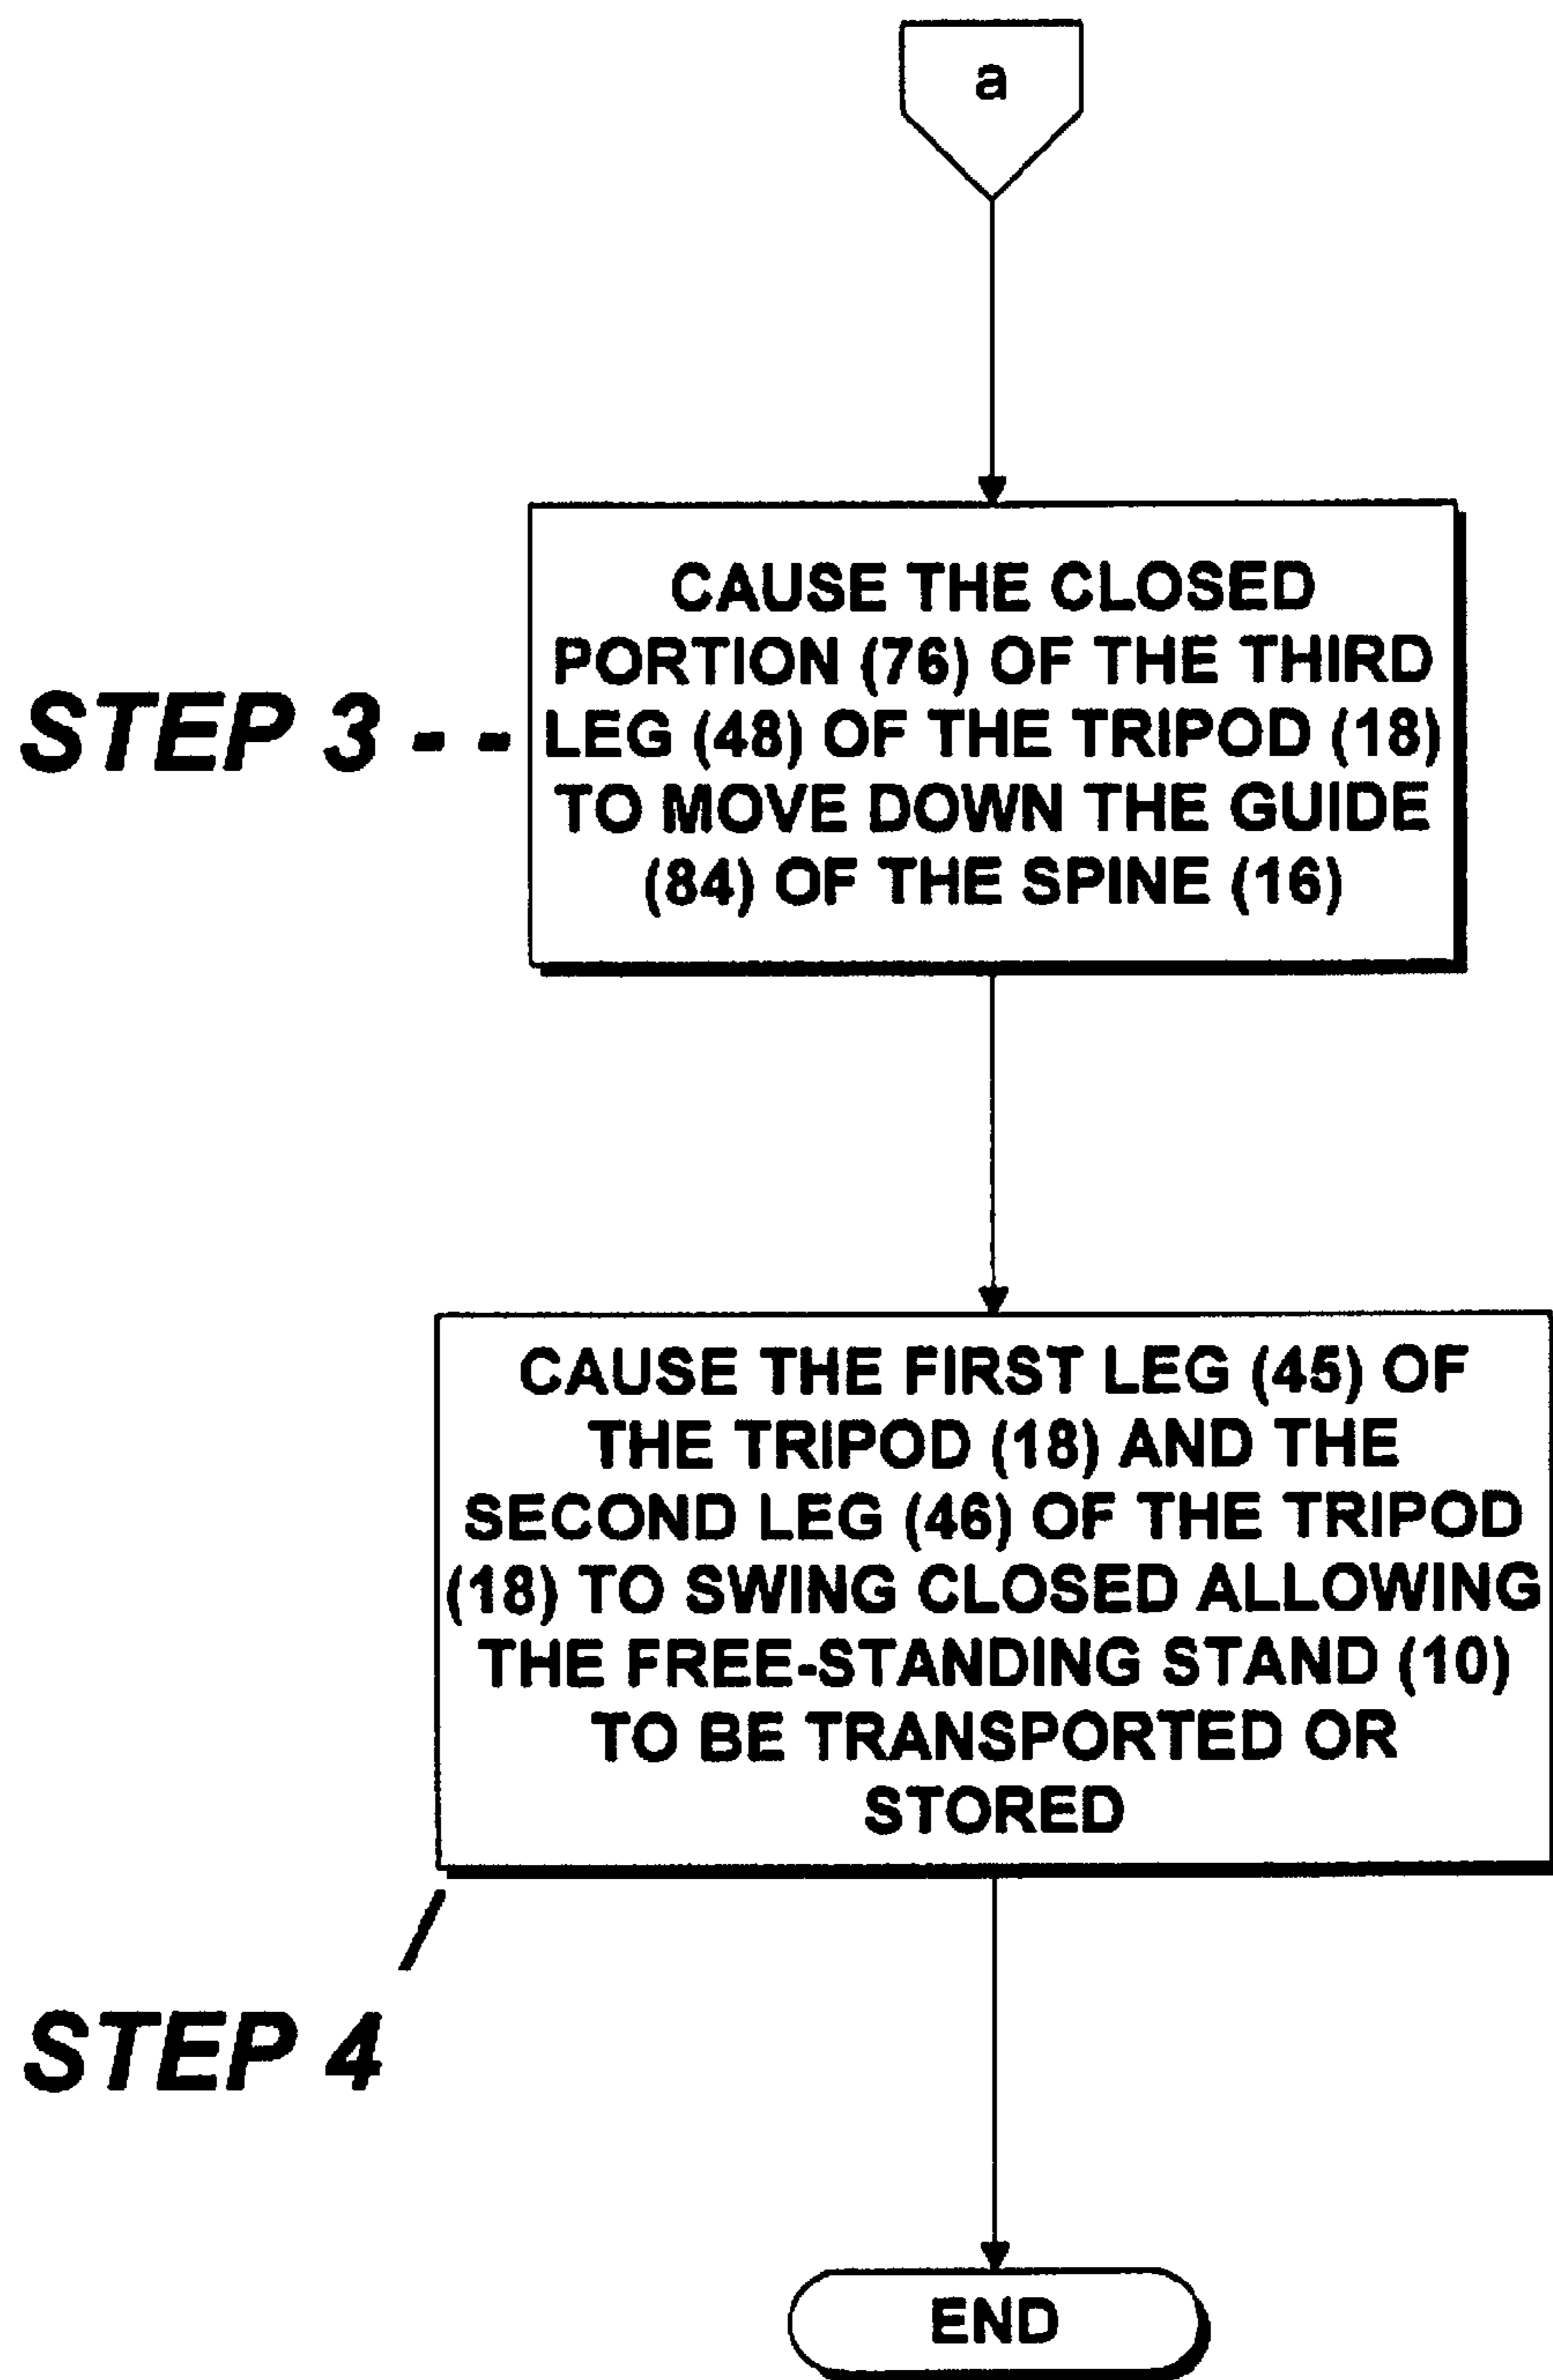 a
CAUSE THE CLOSED
PORTION (76) OF THE THIRD
STEP 3 - - LEG (48) OF THE TRIPOD (18)
TO MOVE DOWN THE GUIDE
(84) OF THE SPINE (16)
CAUSE THE FIRST LEG (45) OF
THE TRIPOD (18) AND THE
SECOND LEG (46) OF THE TRIPOD
(18) TO SWING CLOSED ALLOWING
THE FREE-STANDING STAND (10)
TO BE TRANSPORTED OR
STORED
STEP 4
END